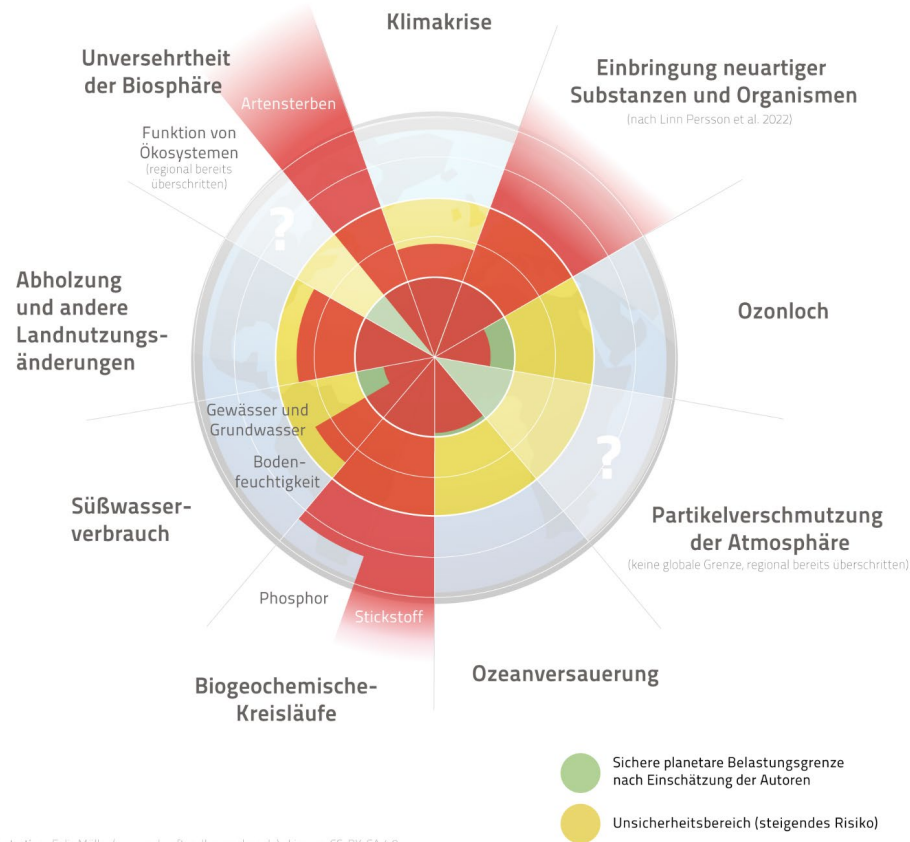 Klimakrise
Unversehrtheit
der Biosphäre
Artensterben
Einbringung neuartiger
Substanzen und Organismen
(nach Linn Persson et al. 2022)
Funktion von
Ökosystemen
(regional bereits
überschritten)
?
Abholzung
und andere
Landnutzungs-
änderungen
Ozonloch
Gewässer und
Grundwasser
Boden-
feuchtigkeit
?
Süßwasser-
verbrauch
Partikelverschmutzung
der Atmosphäre
(keine globale Grenze, regional bereits überschritten)
Phosphor
Stickstoff
Ozeanversauerung
Biogeochemische-
Kreisläufe
Sichere planetare Belastungsgrenze
nach Einschätzung der Autoren
Unsicherheitsbereich (steigendes Risiko)